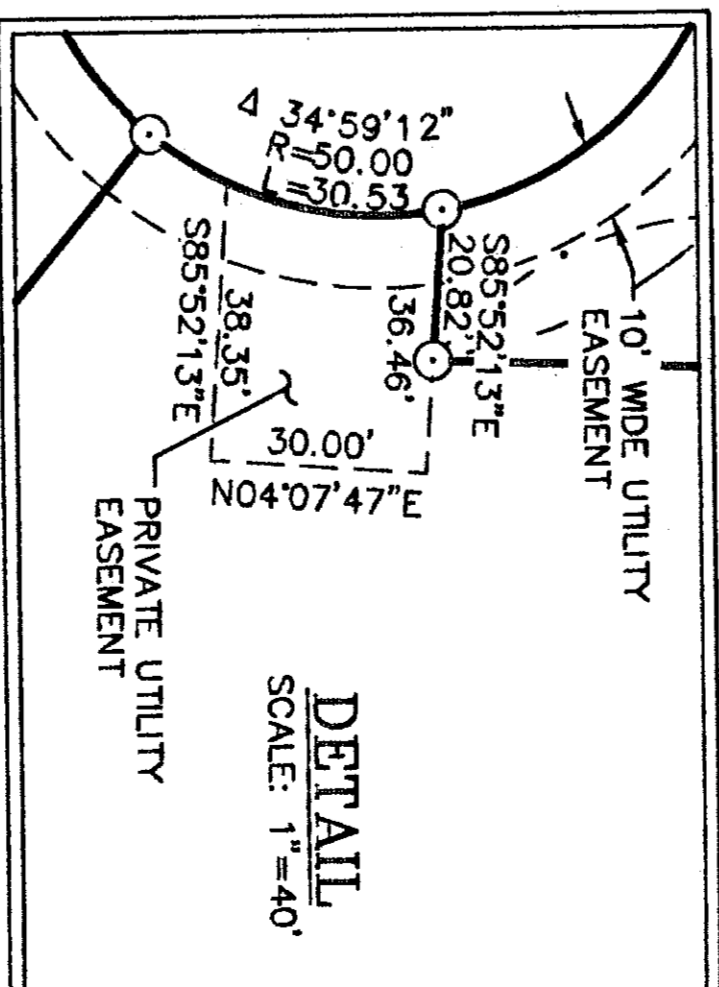 Δ 34°59'12"
R=50.00
=30.53
S85°52'13"E
20.82'
10' WIDE UTILITY
EASEMENT
36.46'
38.35'
S85°52'13"E
30.00'
N04°07'47"E
PRIVATE UTILITY
EASEMENT
DETAIL
SCALE: 1"=40'